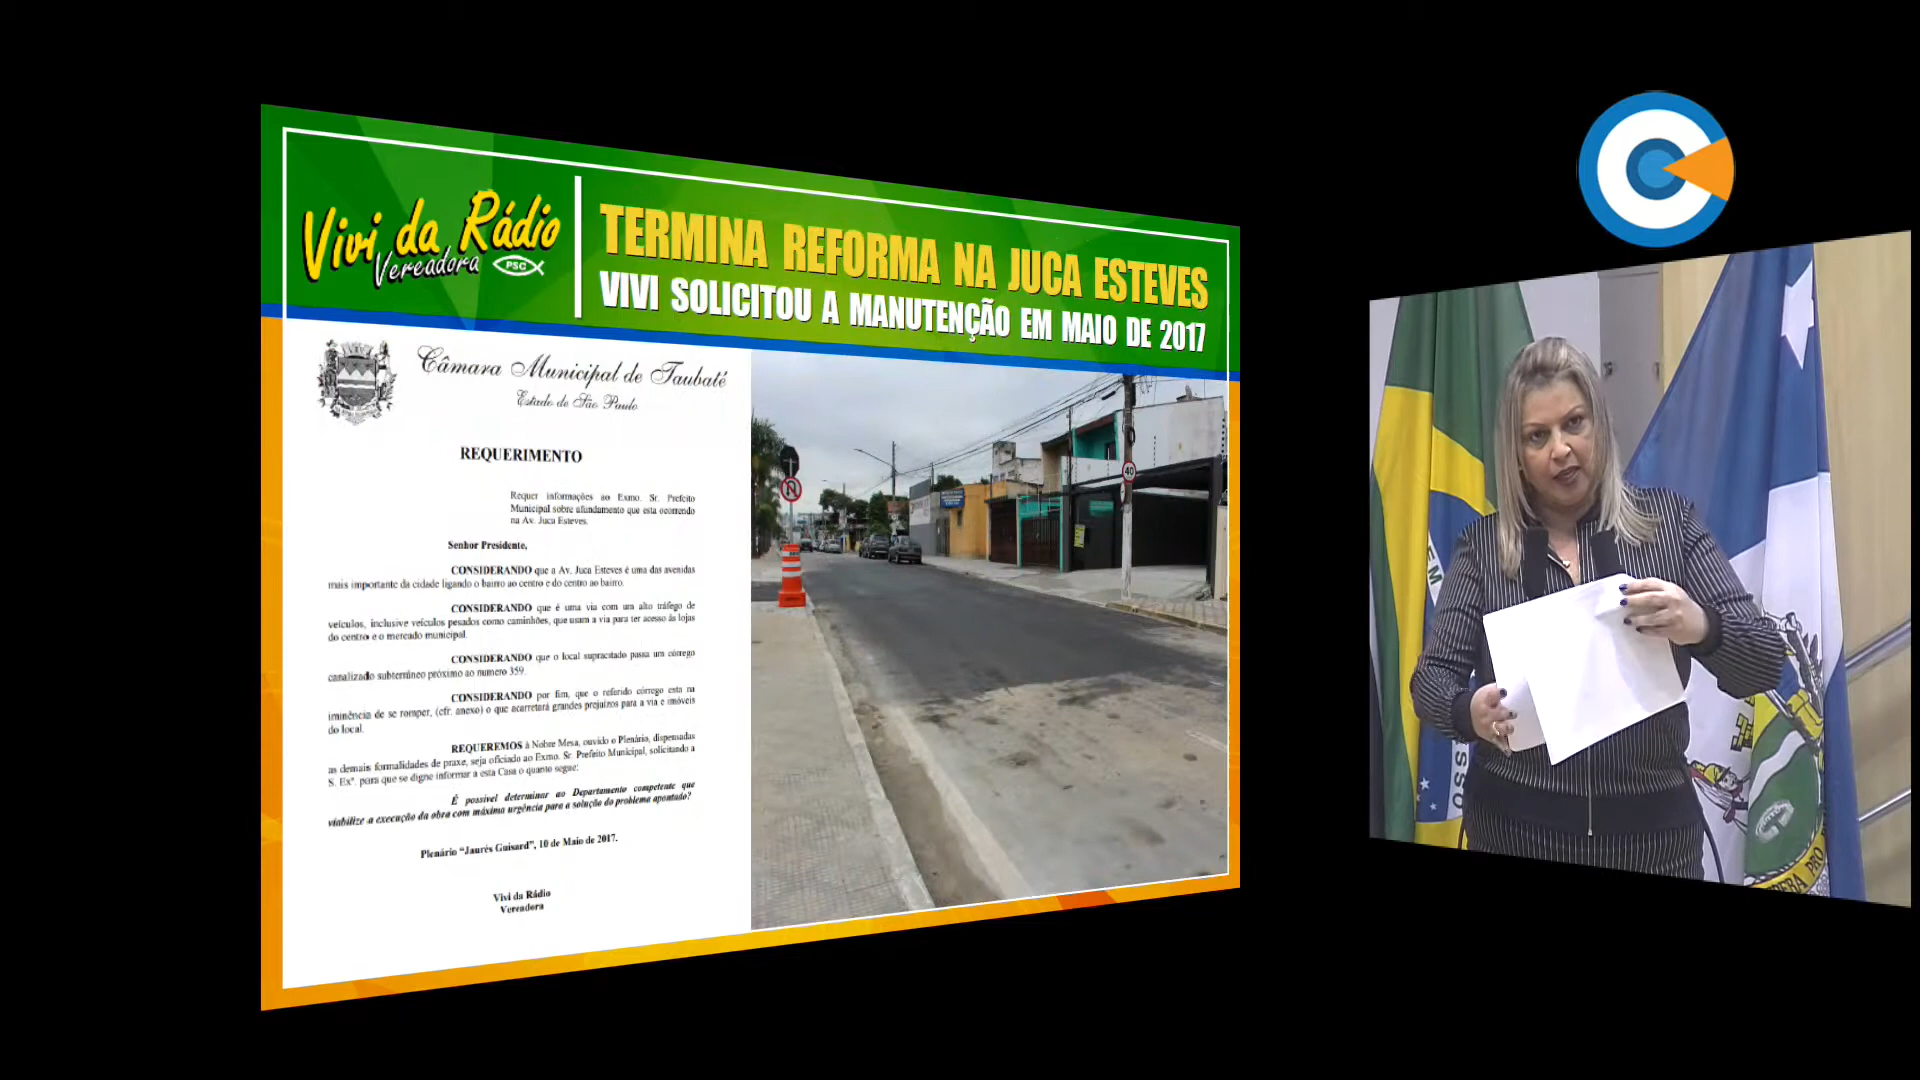 Vivi da Rádio
Vereadora PSC
TERMINA REFORMA NA JUCA ESTEVES
VIVI SOLICITOU A MANUTENÇÃO EM MAIO DE 2017
Câmara Municipal de Taubaté
Estado de São Paulo
REQUERIMENTO
Requer informações ao Exmo. Sr. Prefeito
Municipal sobre afundamento que esta ocorrendo
na Av. Juca Esteves.
Senhor Presidente,
CONSIDERANDO que a Av. Juca Esteves é uma das avenidas
mais importante da cidade ligando o bairro ao centro e do centro ao bairro.
CONSIDERANDO que é uma via com um alto tráfego de
veículos, inclusive veículos pesados como caminhões, que usam a via para ter acesso às lojas
do centro e o mercado municipal.
CONSIDERANDO que o local supracitado passa um córrego
canalizado subterrâneo próximo ao numero 359.
CONSIDERANDO por fim, que o referido córrego esta na
iminência de se romper, (cfr. anexo) o que acarretará grandes prejuízos para a via e imóveis
do local.
REQUEREMOS à Nobre Mesa, ouvido o Plenário, dispensadas
as demais formalidades de praxe, seja oficiado ao Exmo. Sr. Prefeito Municipal, solicitando a
S. Exª. para que se digne informar a esta Casa o quanto segue:
É possível determinar ao Departamento competente que
viabilize a execução da obra com máxima urgência para a solução do problema apontado?
Plenário “Jaurés Guisard”, 10 de Maio de 2017.
Vivi da Rádio
Vereadora
40
EM
SSO
PERA PRO